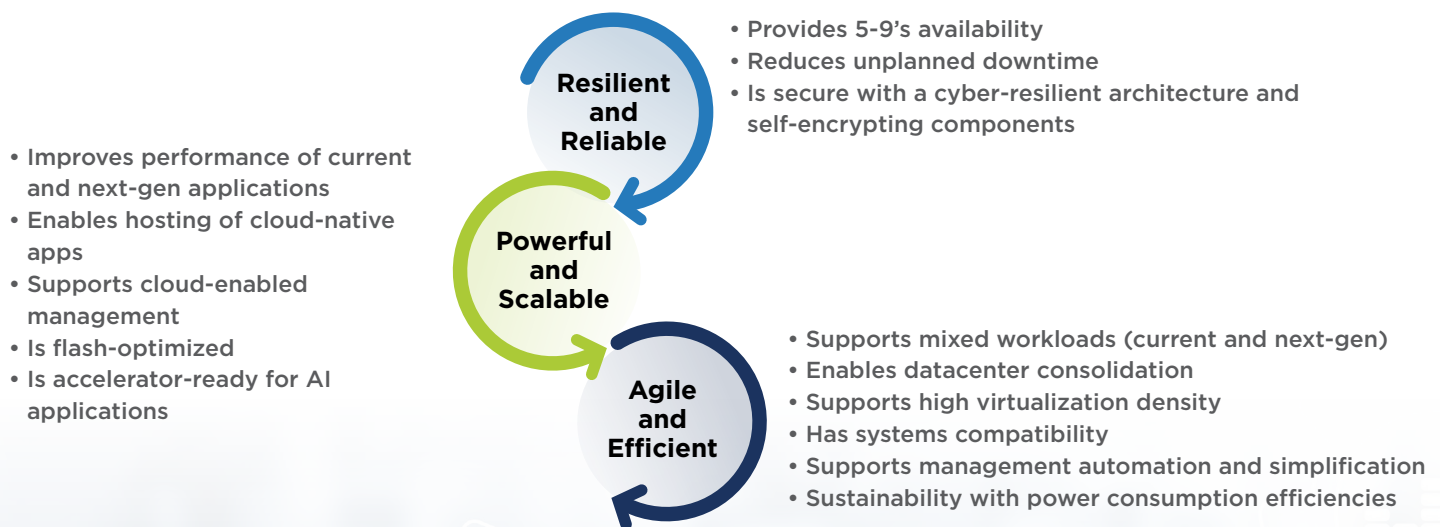 Resilient
and
Reliable
• Provides 5-9's availability
• Reduces unplanned downtime
• Is secure with a cyber-resilient architecture and
self-encrypting components
Powerful
and
Scalable
• Improves performance of current
and next-gen applications
• Enables hosting of cloud-native
apps
• Supports cloud-enabled
management
• Is flash-optimized
• Is accelerator-ready for AI
applications
Agile
and
Efficient
• Supports mixed workloads (current and next-gen)
• Enables datacenter consolidation
• Supports high virtualization density
• Has systems compatibility
• Supports management automation and simplification
• Sustainability with power consumption efficiencies